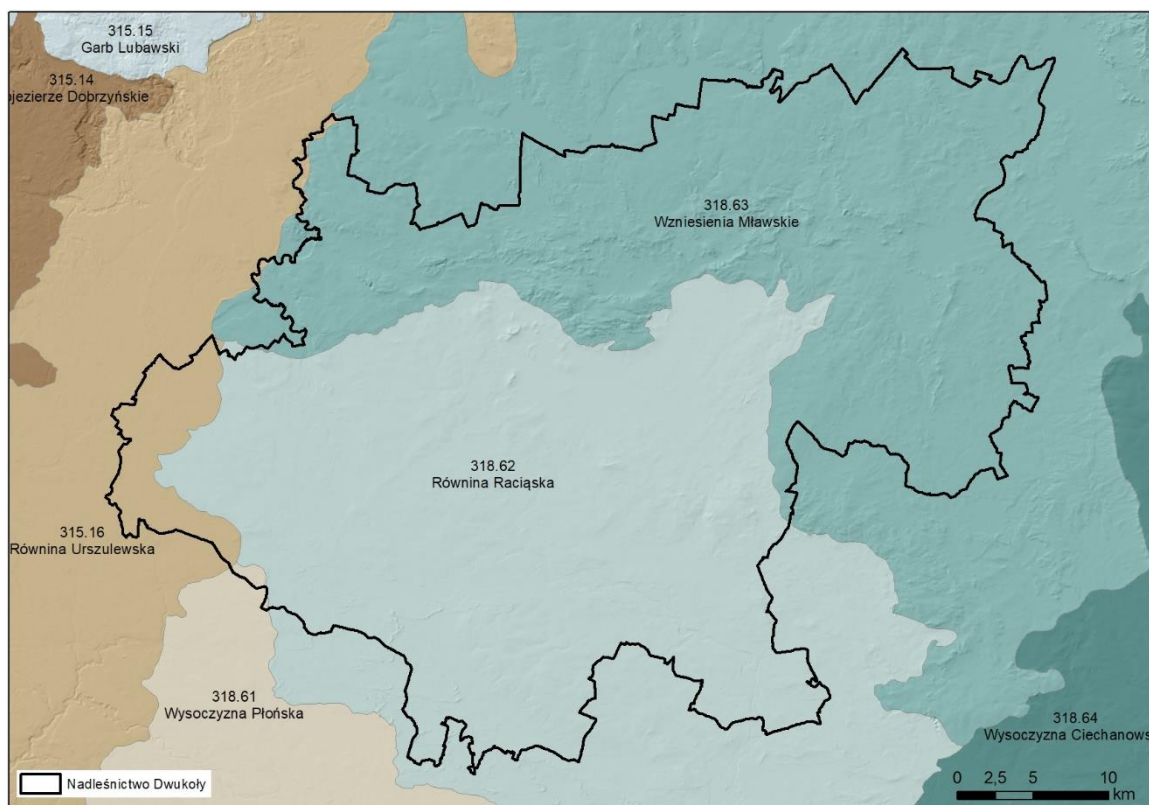 315.15
Garb Lubawski
315.14
ojezierze Dobrzyńskie
318.63
Wzniesienia Mławskie
318.62
Równina Raciąska
315.16
Równina Urszulewska
318.61
Wysoczyzna Płońska
318.64
Wysoczyzna Ciechanows
Nadleśnictwo Dwukoły
0 2,5 5 10
km